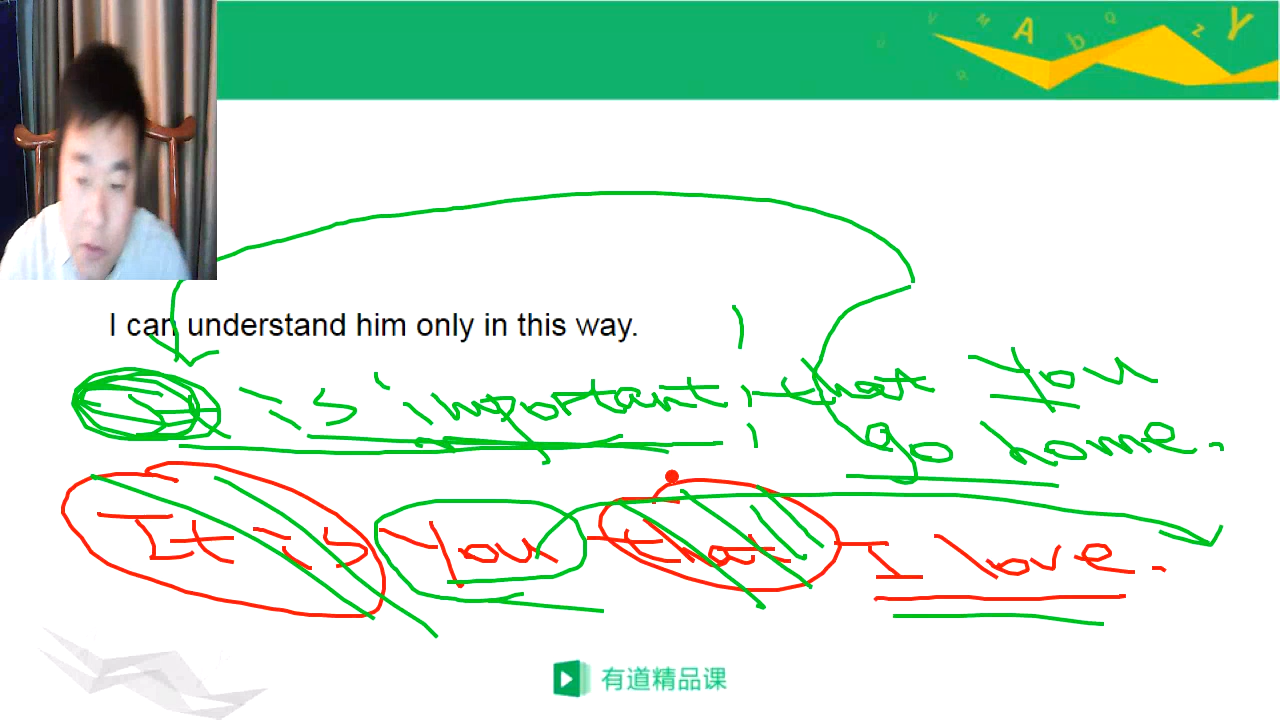 A b Q z Y
I can understand him only in this way.
It is important that you
go home.
It is you that I love.
有道精品课